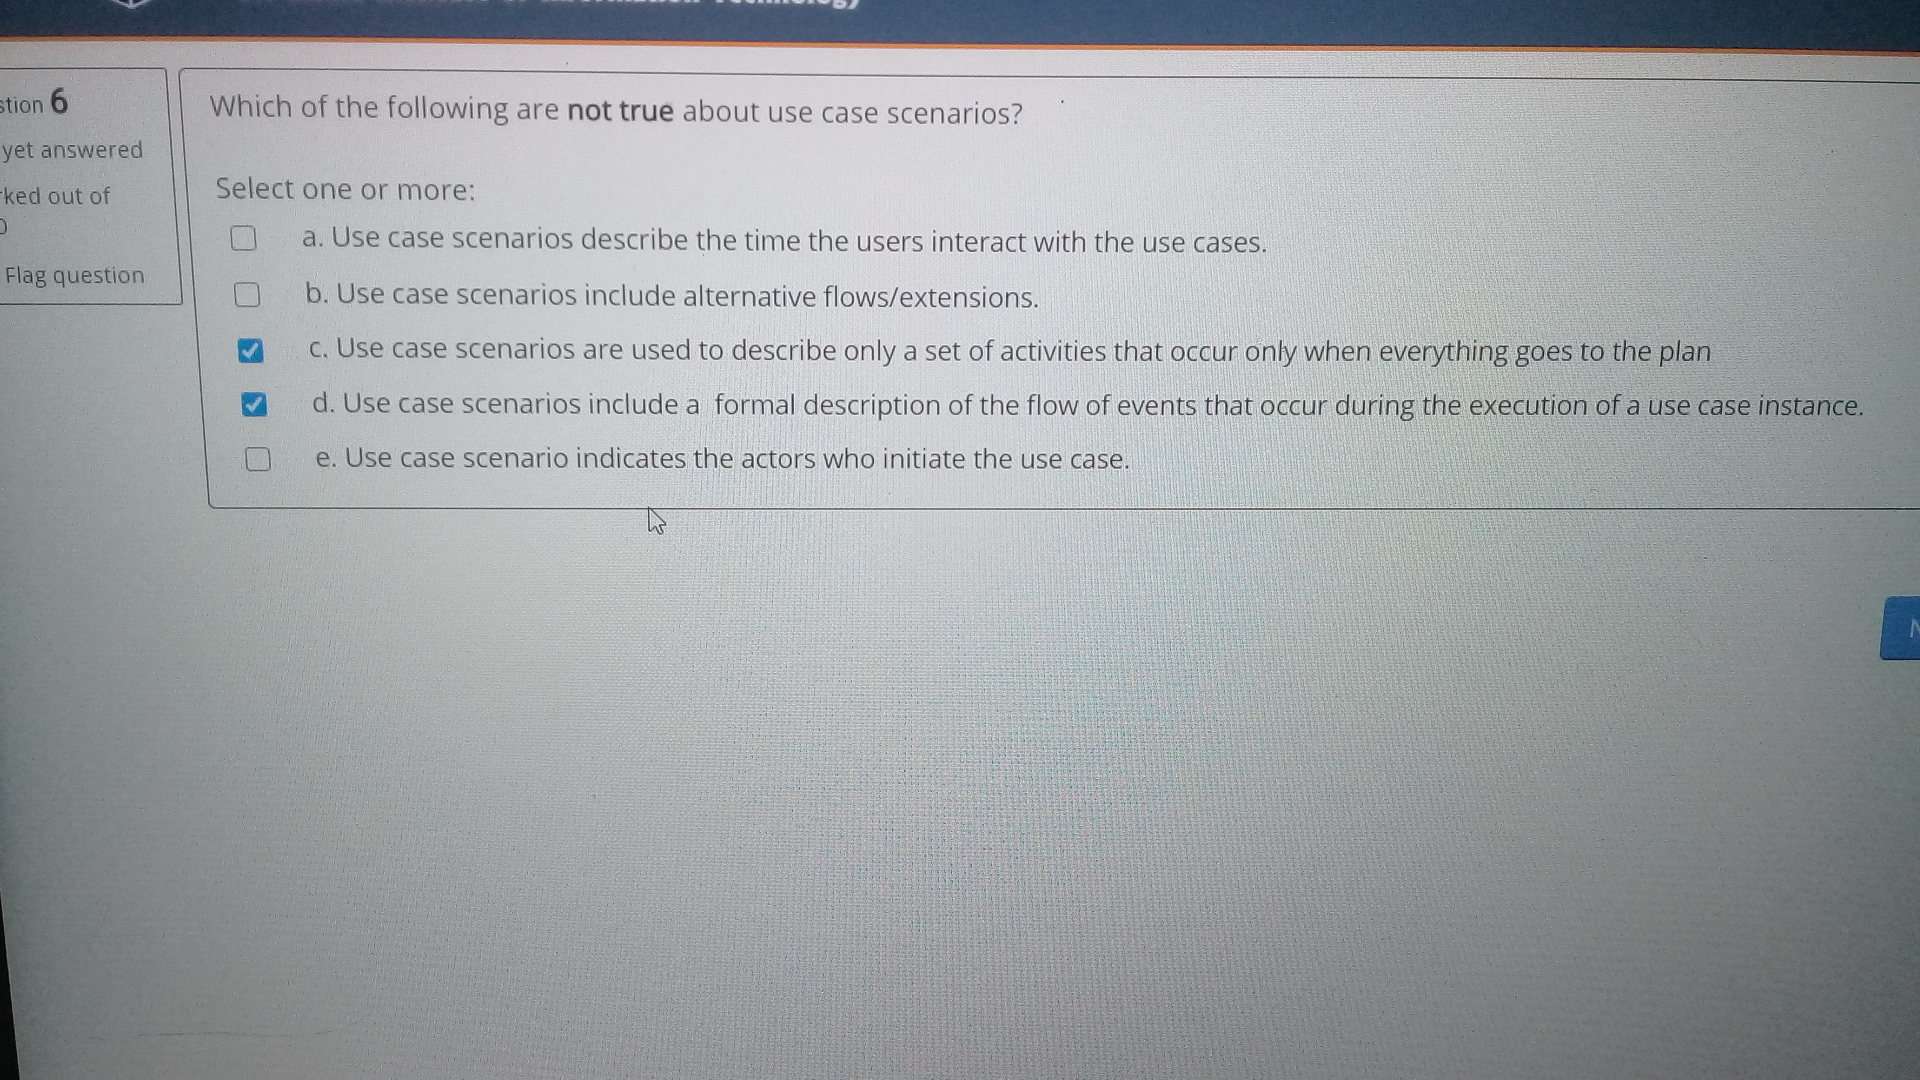 Question 6
yet answered
out of
Flag question
Which of the following are not true about use case scenarios?
Select one or more:
a. Use case scenarios describe the time the users interact with the use cases.
b. Use case scenarios include alternative flows/extensions.
c. Use case scenarios are used to describe only a set of activities that occur only when everything goes to the plan
d. Use case scenarios include a formal description of the flow of events that occur during the execution of a use case instance.
e. Use case scenario indicates the actors who initiate the use case.